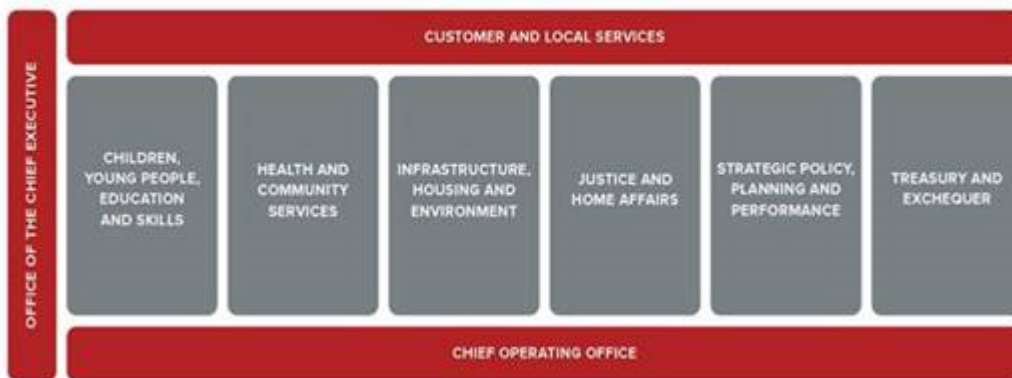 OFFICE OF THE CHIEF EXECUTIVE
CUSTOMER AND LOCAL SERVICES
CHILDREN,
YOUNG PEOPLE,
EDUCATION
AND SKILLS
HEALTH AND
COMMUNITY
SERVICES
INFRASTRUCTURE,
HOUSING AND
ENVIRONMENT
JUSTICE AND
HOME AFFAIRS
STRATEGIC POLICY,
PLANNING AND
PERFORMANCE
TREASURY AND
EXCHEQUER
CHIEF OPERATING OFFICE